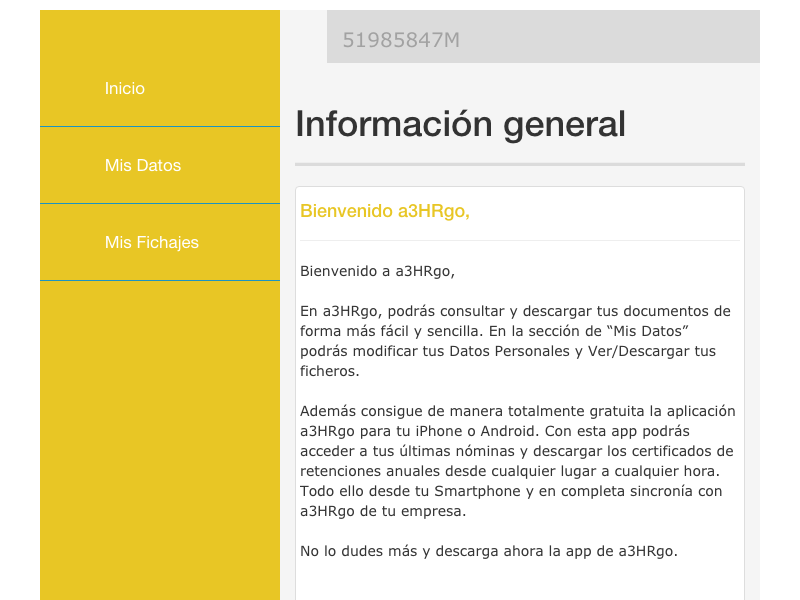 51985847M
Inicio
Mis Datos
Mis Fichajes
Información general
Bienvenido a3HRgo,
Bienvenido a a3HRgo,
En a3HRgo, podrás consultar y descargar tus documentos de
forma más fácil y sencilla. En la sección de “Mis Datos”
podrás modificar tus Datos Personales y Ver/Descargar tus
ficheros.
Además consigue de manera totalmente gratuita la aplicación
a3HRgo para tu iPhone o Android. Con esta app podrás
acceder a tus últimas nóminas y descargar los certificados de
retenciones anuales desde cualquier lugar a cualquier hora.
Todo ello desde tu Smartphone y en completa sincronía con
a3HRgo de tu empresa.
No lo dudes más y descarga ahora la app de a3HRgo.